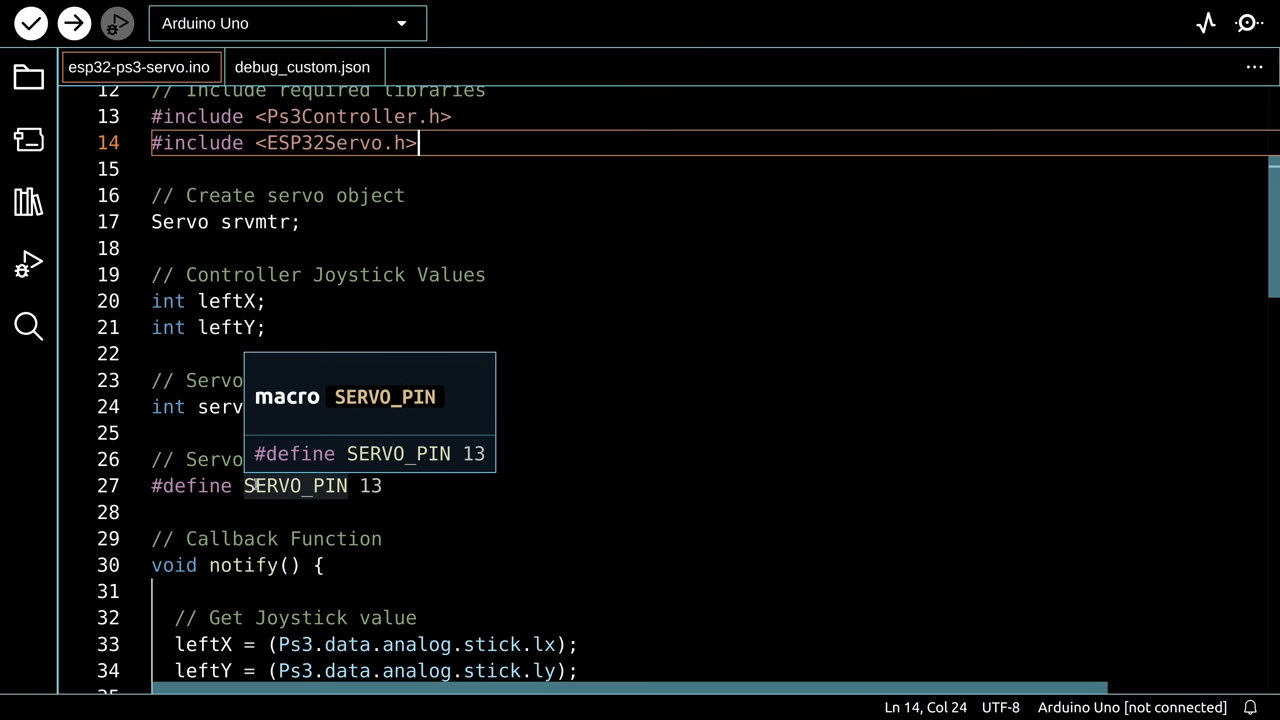 Arduino Uno
esp32-ps3-servo.ino
debug_custom.json
12 // Include required libraries
13 #include <Ps3Controller.h>
14 #include <ESP32Servo.h>
15
16 // Create servo object
17 Servo srvmtr;
18
19 // Controller Joystick Values
20 int leftX;
21 int leftY;
22
23 // Servo
24 int serv
25
26 // Servo
macro SERVO_PIN
#define SERVO_PIN 13
27 #define SERVO_PIN 13
28
29 // Callback Function
30 void notify() {
31
32 // Get Joystick value
33 leftX = (Ps3.data.analog.stick.lx);
34 leftY = (Ps3.data.analog.stick.ly);
Ln 14, Col 24 UTF-8 Arduino Uno [not connected]